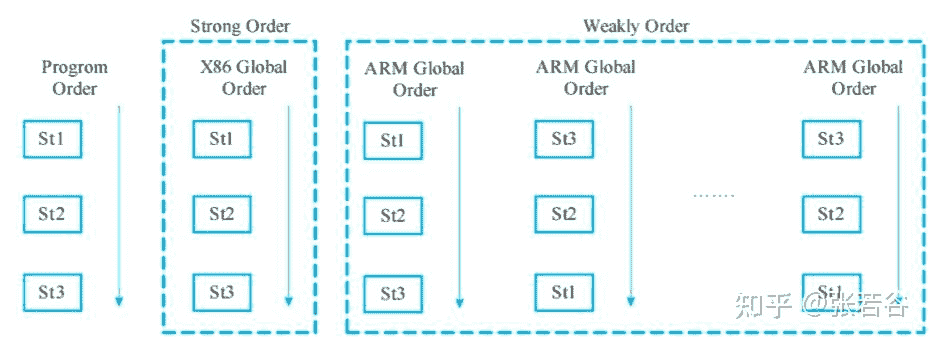 Strong Order
Weakly Order
Progrom
Order
X86 Global
Order
ARM Global
Order
ARM Global
Order
ARM Global
Order
St1
St1
St1
St3
St3
St2
St2
St2
St2
……
St2
St3
St3
St3
St1
St1
知乎 @张若谷